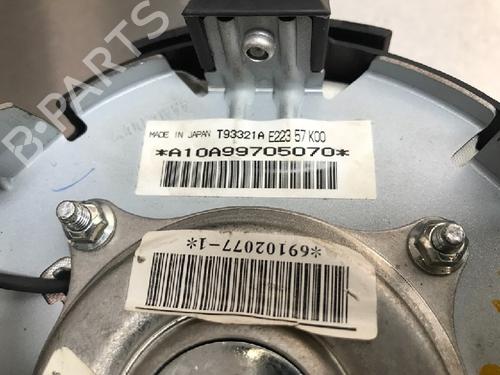 B-PARTS
MADE IN JAPAN T93321A E223 57 K00
*A10A99705070*
*69102077-1*